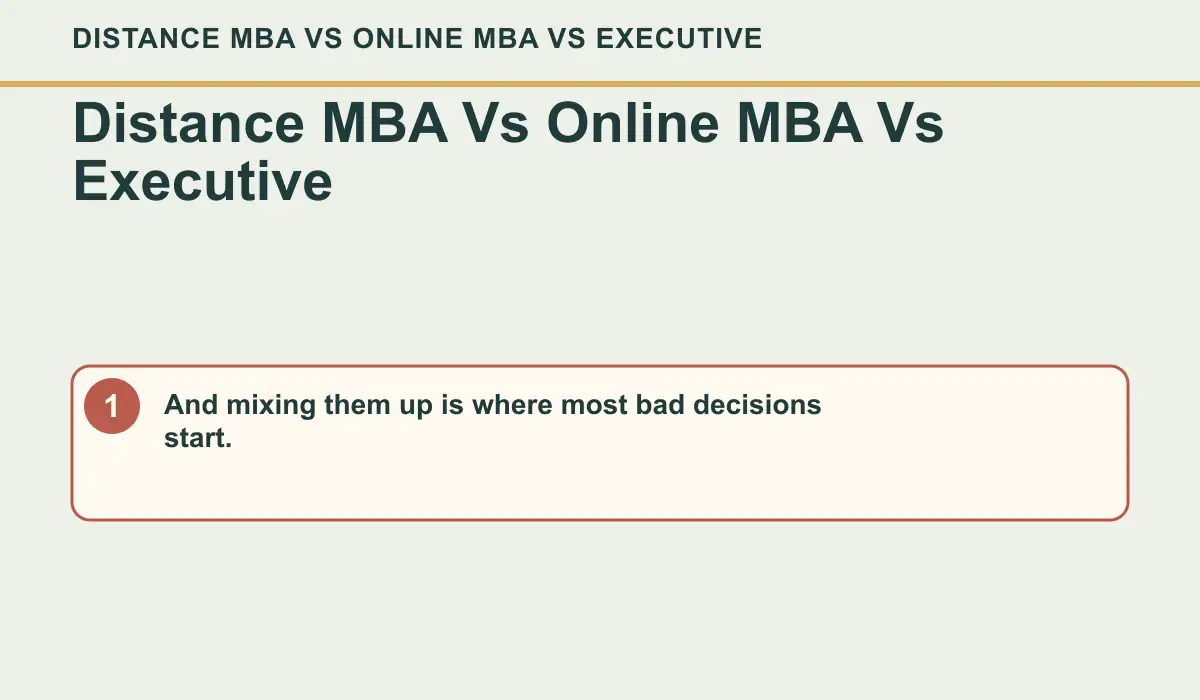 DISTANCE MBA VS ONLINE MBA VS EXECUTIVE
Distance MBA Vs Online MBA Vs
Executive
1
And mixing them up is where most bad decisions
start.